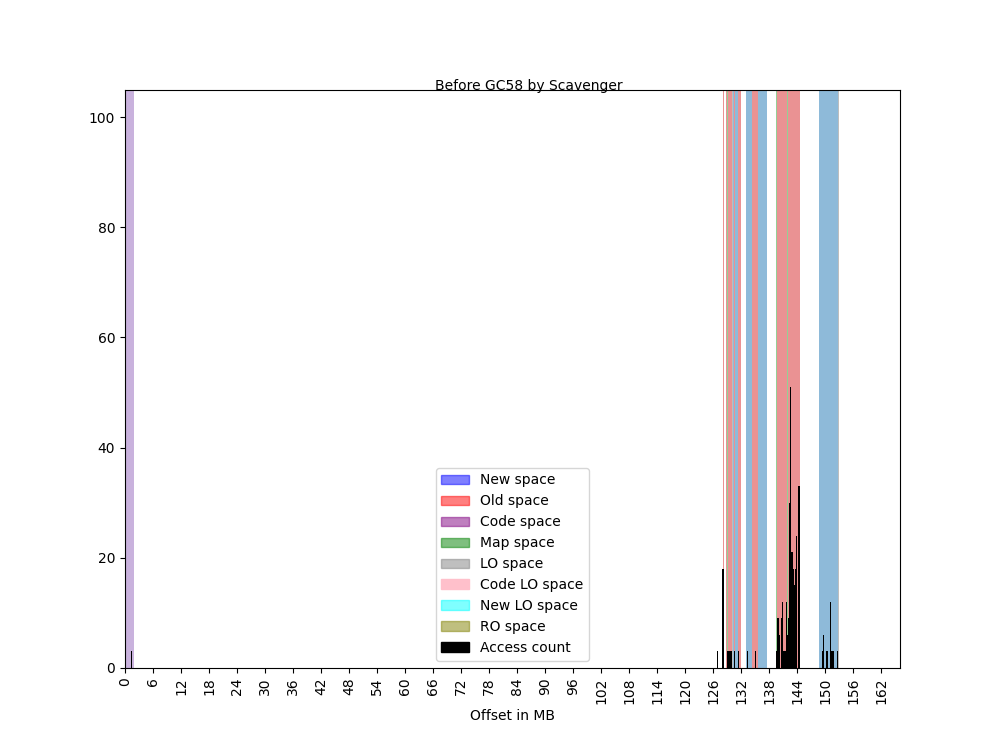 Before GC58 by Scavenger
100
80
60
40
20
0
New space
Old space
Code space
Map space
LO space
Code LO space
New LO space
RO space
Access count
0 6 12 18 24 30 36 42 48 54 60 66 72 78 84 90 96 102 108 114 120 126 132 138 144 150 156 162
Offset in MB